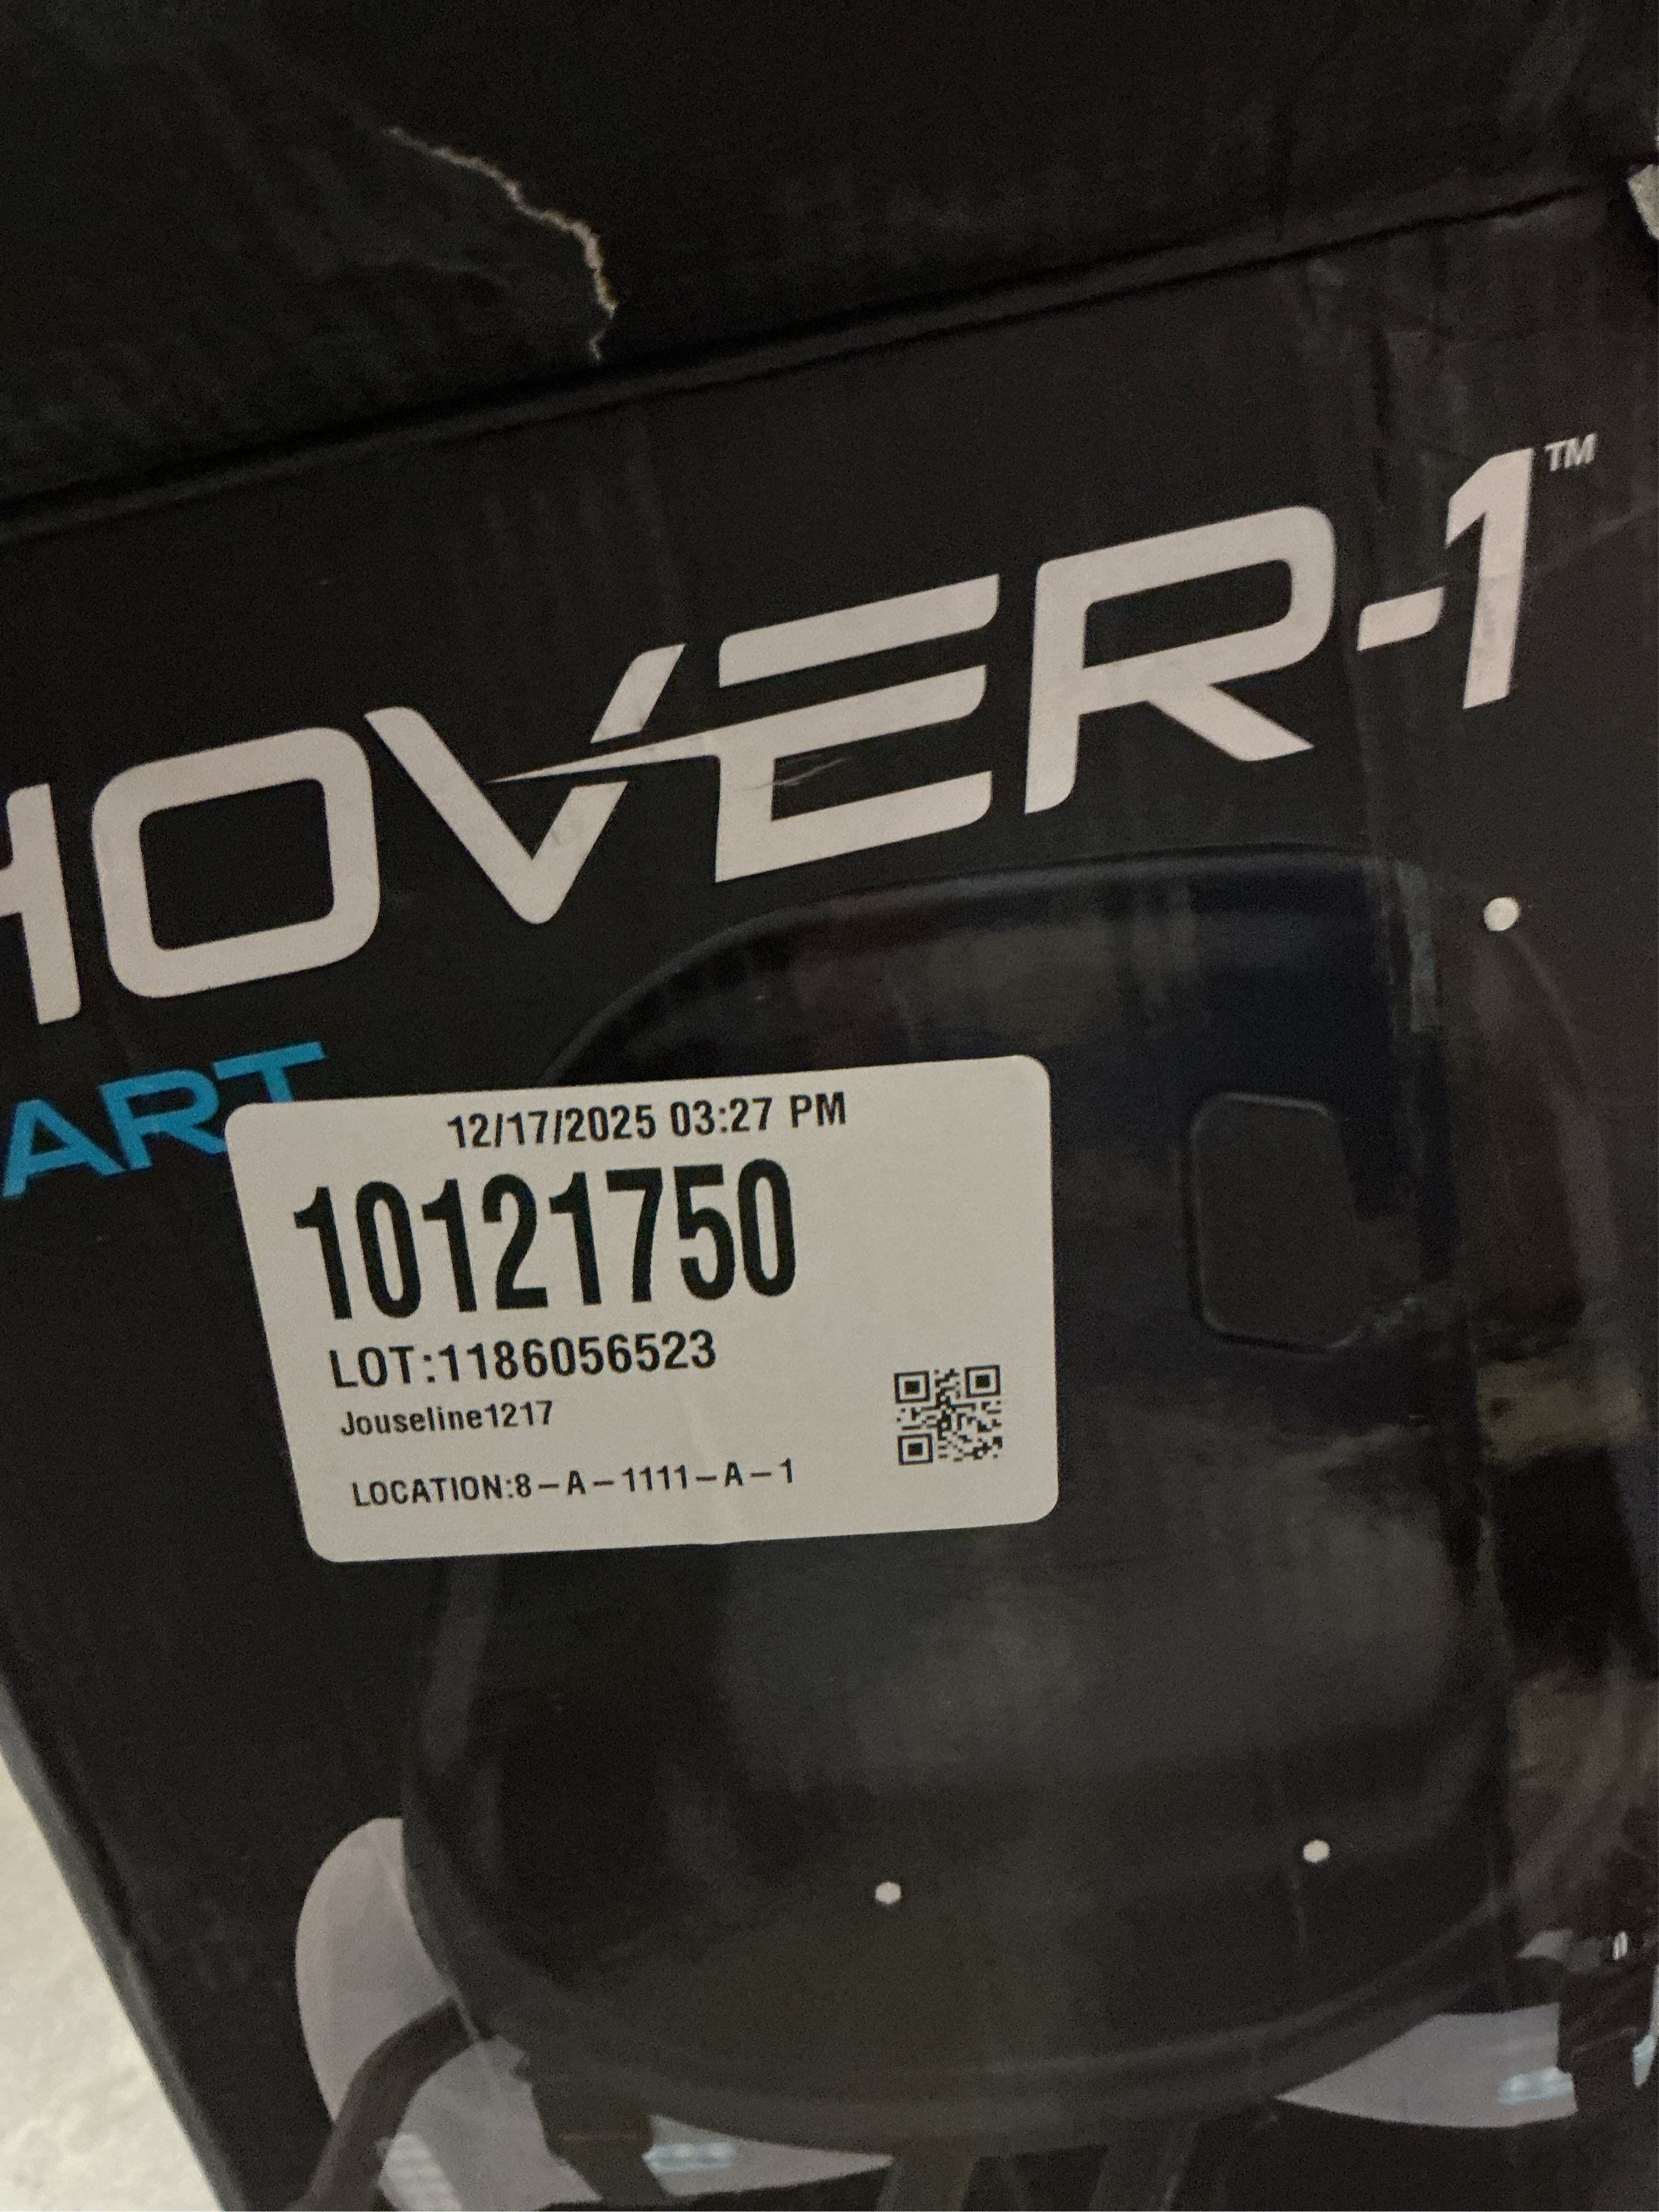 HOVER-1™
ART
12/17/2025 03:27 PM
10121750
LOT:1186056523
Jouseline1217
LOCATION:8-A-1111-A-1